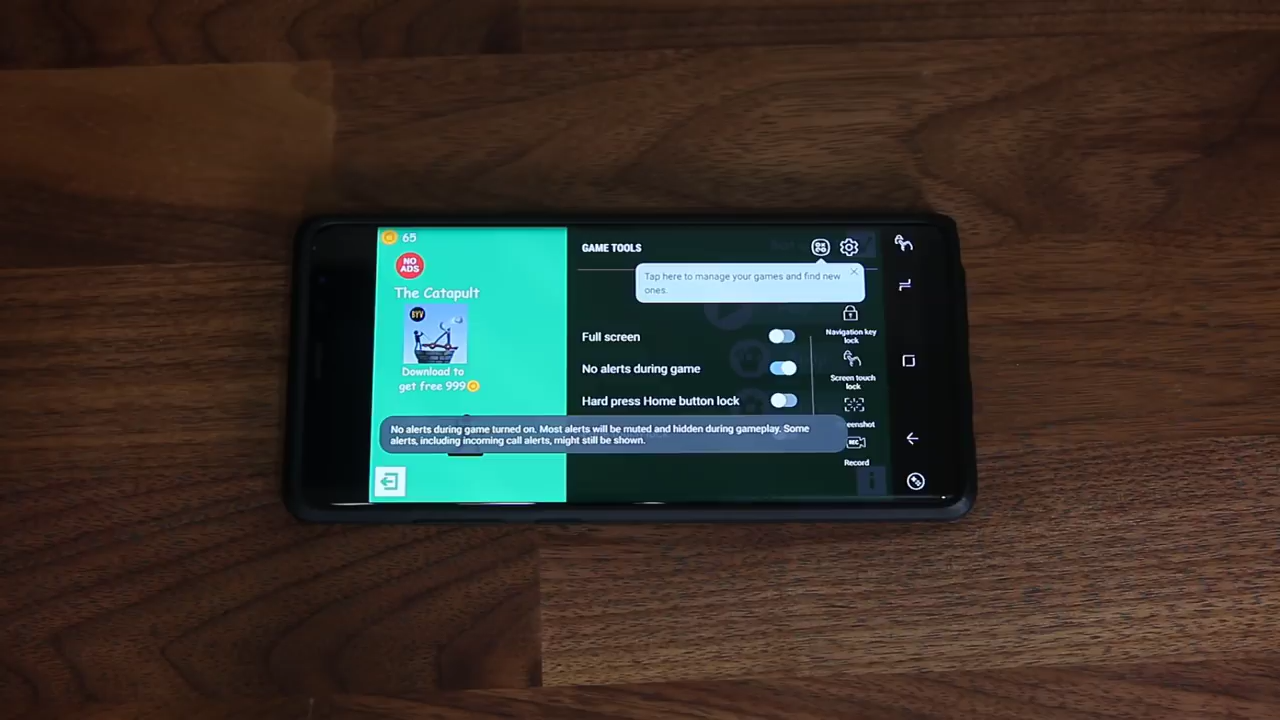 65
NO
ADS
The Catapult
BYV
Download to
get free 999
GAME TOOLS
Tap here to manage your games and find new
ones.
Full screen
No alerts during game
Hard press Home button lock
Navigation key
lock
Screen touch
lock
eenshot
REC
Record
No alerts during game turned on. Most alerts will be muted and hidden during gameplay. Some
alerts, including incoming call alerts, might still be shown.